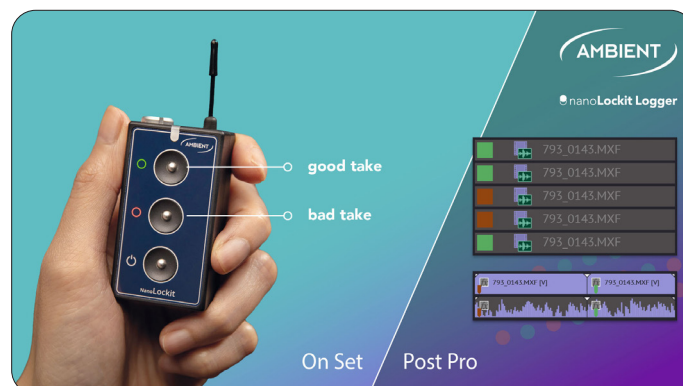 AMBIENT
nanoLockit Logger
AMBIENT
good take
bad take
NanoLockit
793_0143.MXF
793_0143.MXF
793_0143.MXF
793_0143.MXF
793_0143.MXF
793_0143.MXF [V]
793_0143.MXF [V]
On Set / Post Pro